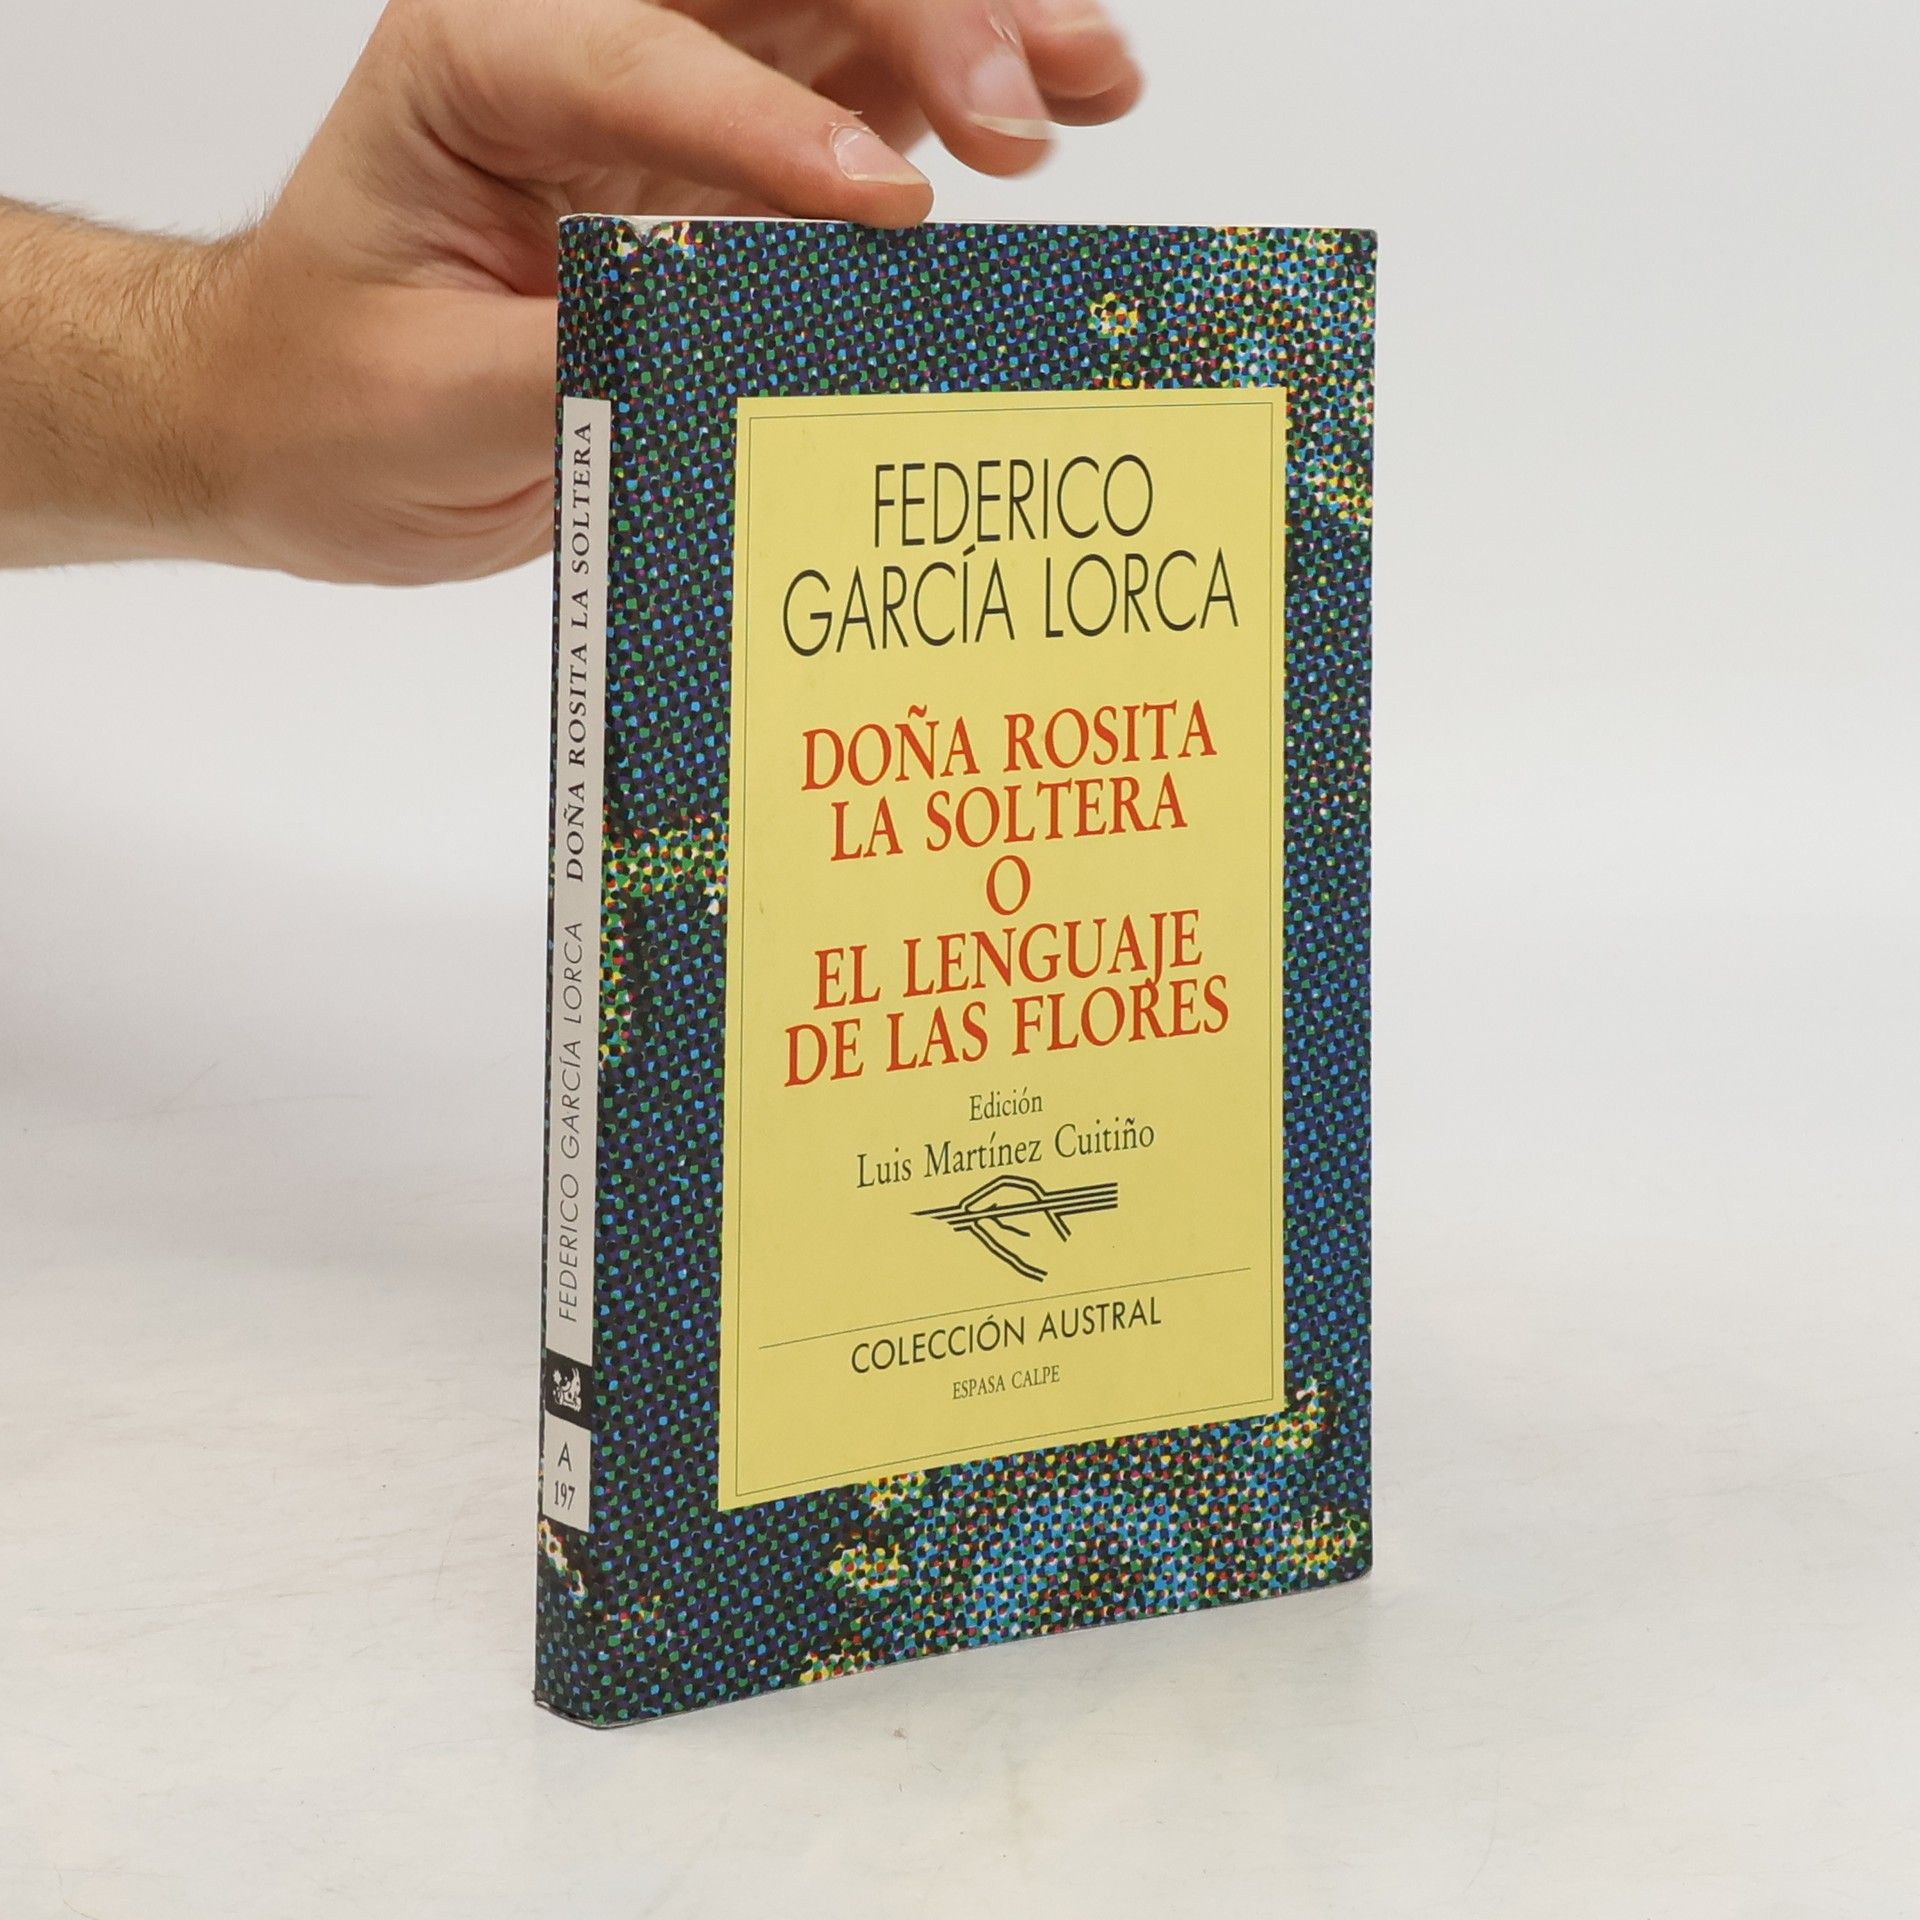 FEDERICO
GARCÍA LORCA
DOÑA ROSITA
LA SOLTERA
O
EL LENGUAJE
DE LAS FLORES
Edición
Luis Martínez Cuitiño
COLECCIÓN AUSTRAL
ESPASA CALPE
FEDERICO GARCÍA LORCA DOÑA ROSITA LA SOLTERA
A
197